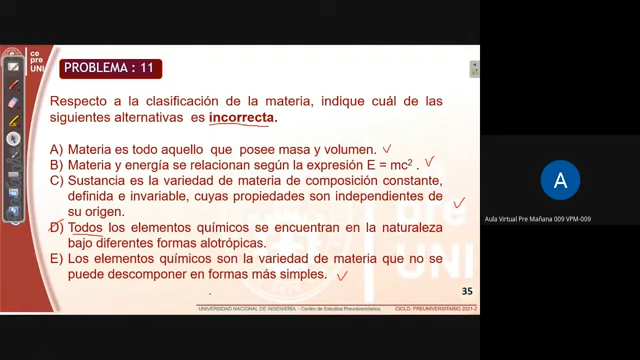 ce
pre
UNI
PROBLEMA : 11
Respecto a la clasificación de la materia, indique cuál de las
siguientes alternativas es incorrecta.
A) Materia es todo aquello que posee masa y volumen.
B) Materia y energía se relacionan según la expresión E = mc².
C) Sustancia es la variedad de materia de composición constante,
definida e invariable, cuyas propiedades son independientes de
su origen.
D) Todos los elementos químicos se encuentran en la naturaleza
bajo diferentes formas alotrópicas.
E) Los elementos químicos son la variedad de materia que no se
puede descomponer en formas más simples.
35
UNIVERSIDAD NACIONAL DE INGENIERÍA - Centro de Estudios Preuniversitarios
CICLO PREUNIVERSITARIO 2021-2
A
Aula Virtual Pre Mañana 009 VPM-009